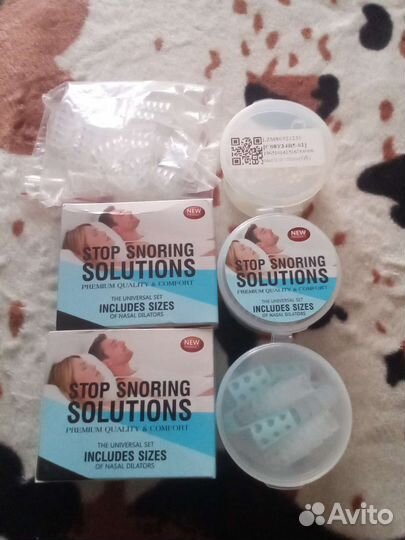 NEW
STOP SNORING
SOLUTIONS
PREMIUM QUALITY & COMFORT
THE UNIVERSAL SET
INCLUDES SIZES
OF NASAL DILATORS
NEW
STOP SNORING
SOLUTIONS
PREMIUM QUALITY & COMFORT
THE UNIVERSAL SET
INCLUDES SIZES
OF NASAL DILATORS
NEW
STOP SNORING
SOLUTIONS
PREMIUM QUALITY & COMFORT
THE UNIVERSAL SET
INCLUDES SIZES
OF NASAL DILATORS
Avito